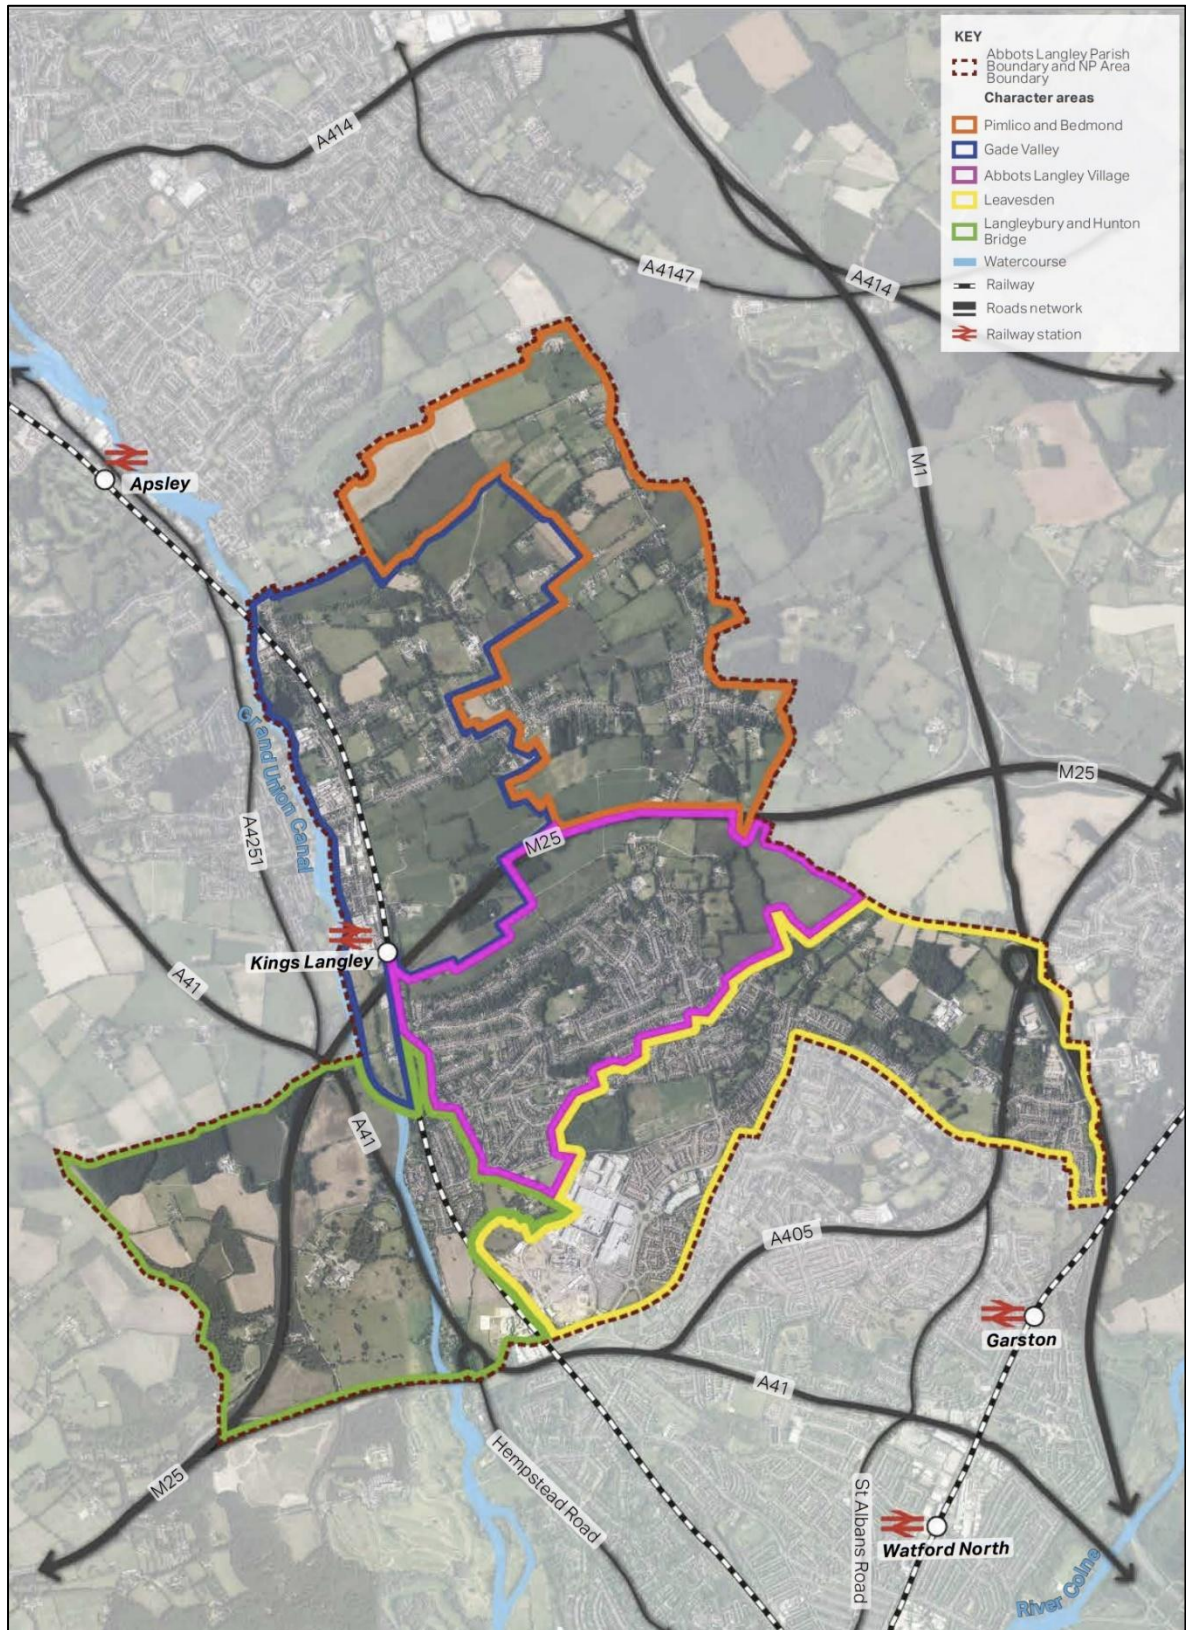 KEY
Abbots Langley Parish
Boundary and NP Area
Boundary
Character areas
Pimlico and Bedmond
Gade Valley
Abbots Langley Village
Leavesden
Langleybury and Hunton
Bridge
Watercourse
Railway
Roads network
Railway station
A414
A4147
A414
M1
Apsley
Grand Union Canal
A4251
M25
M25
Kings Langley
A41
A41
A405
Garston
A41
M25
Hempstead Road
St Albans Road
Watford North
River Colne